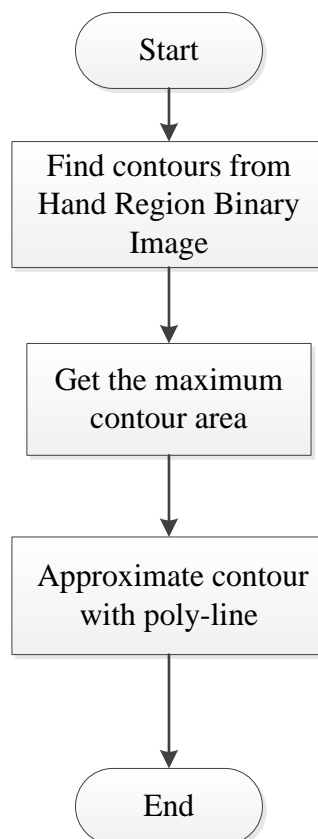 Start
Find contours from
Hand Region Binary
Image
Get the maximum
contour area
Approximate contour
with poly-line
End